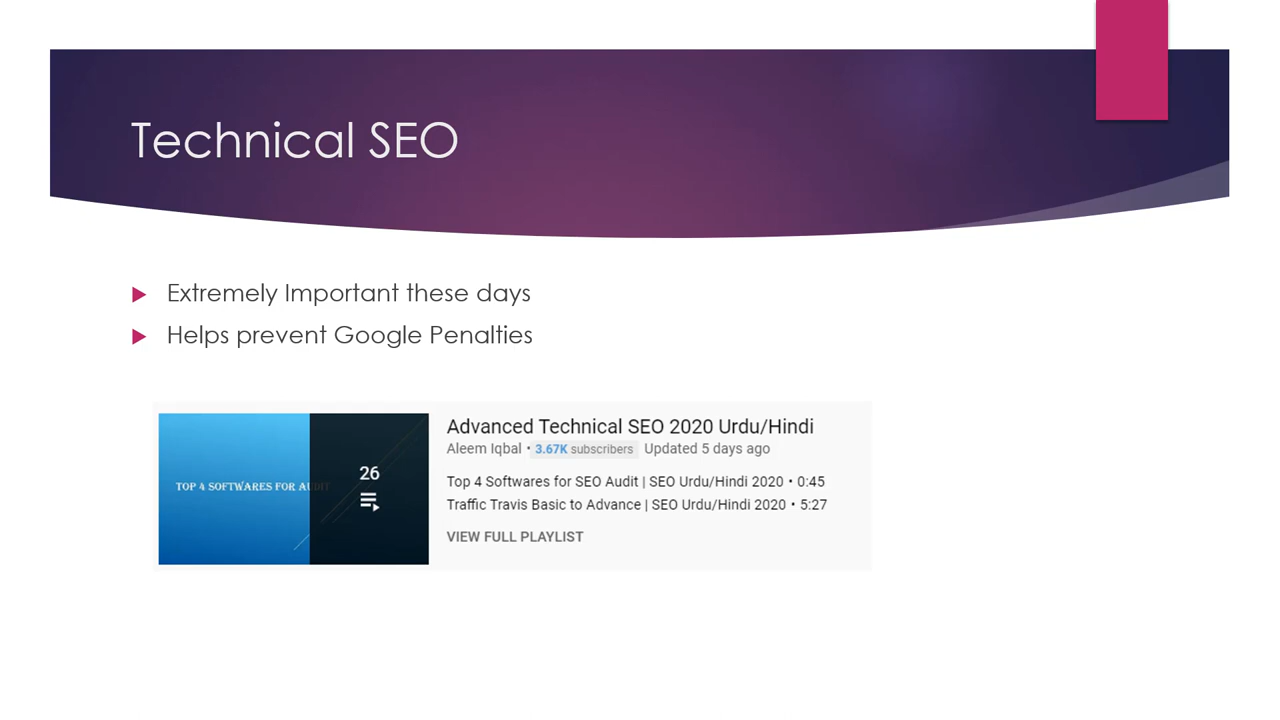 Technical SEO
Extremely Important these days
Helps prevent Google Penalties
TOP 4 SOFTWARES FOR AUDIT
26
Advanced Technical SEO 2020 Urdu/Hindi
Aleem Iqbal • 3.67K subscribers Updated 5 days ago
Top 4 Softwares for SEO Audit | SEO Urdu/Hindi 2020 • 0:45
Traffic Travis Basic to Advance | SEO Urdu/Hindi 2020 • 5:27
VIEW FULL PLAYLIST